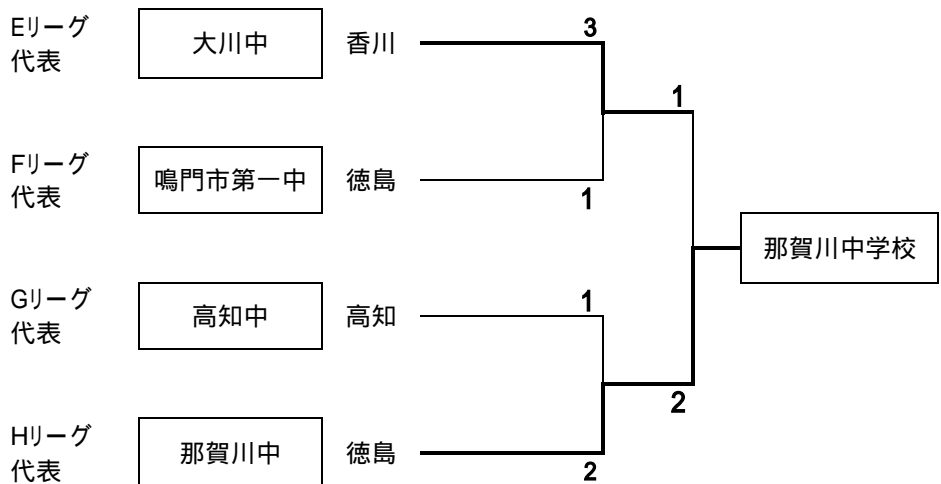 Eリーグ
代表
大川中
香川
3
1
Fリーグ
代表
鳴門市第一中
徳島
1
那賀川中学校
Gリーグ
代表
高知中
高知
1
2
Hリーグ
代表
那賀川中
徳島
2